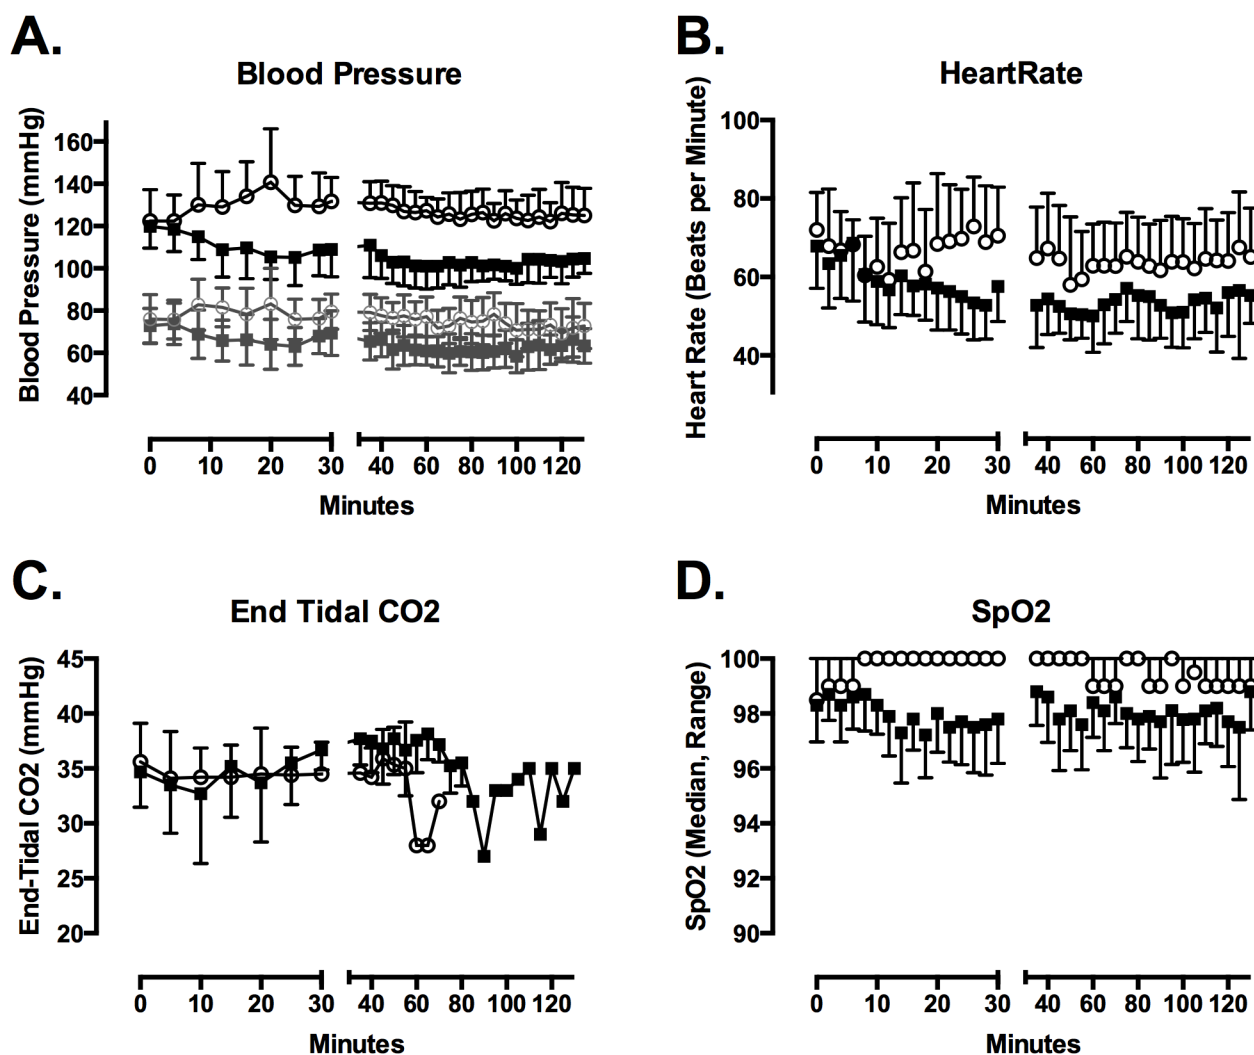 A.
Blood Pressure
Blood Pressure (mmHg)
160
140
120
100
80
60
40
0 10 20 30 40 60 80 100 120
Minutes
B.
HeartRate
Heart Rate (Beats per Minute)
100
80
60
40
0 10 20 30 40 60 80 100 120
Minutes
C.
End Tidal CO2
End-Tidal CO2 (mmHg)
45
40
35
30
25
20
0 10 20 30 40 60 80 100 120
Minutes
D.
SpO2
SpO2 (Median, Range)
100
98
96
94
92
90
0 10 20 30 40 60 80 100 120
Minutes